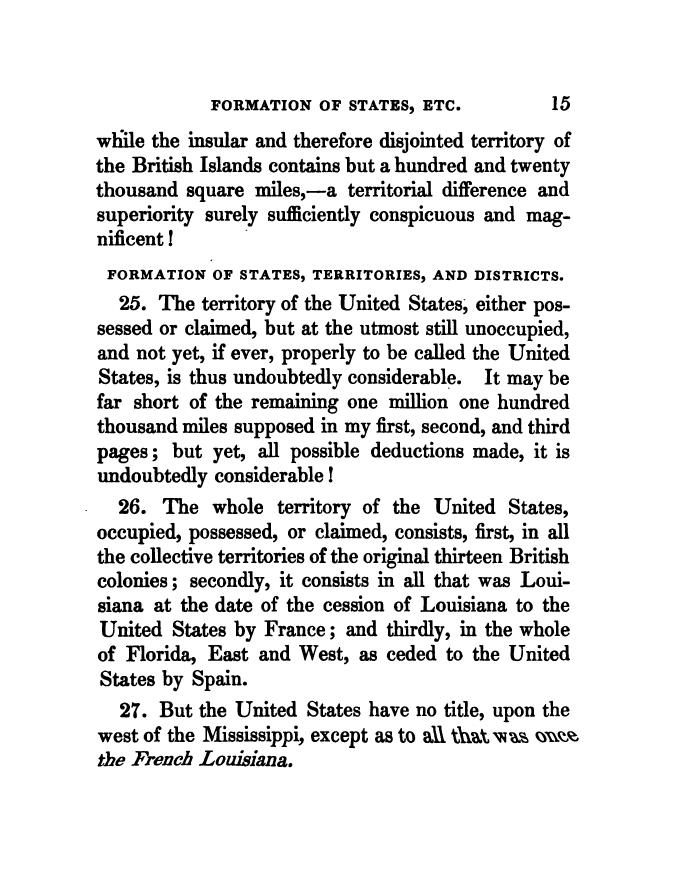 FORMATION OF STATES, ETC. 15
while the insular and therefore disjointed territory of
the British Islands contains but a hundred and twenty
thousand square miles,—a territorial difference and
superiority surely sufficiently conspicuous and mag-
nificent!
FORMATION OF STATES, TERRITORIES, AND DISTRICTS.
25. The territory of the United States, either pos-
sessed or claimed, but at the utmost still unoccupied,
and not yet, if ever, properly to be called the United
States, is thus undoubtedly considerable. It may be
far short of the remaining one million one hundred
thousand miles supposed in my first, second, and third
pages; but yet, all possible deductions made, it is
undoubtedly considerable!
26. The whole territory of the United States,
occupied, possessed, or claimed, consists, first, in all
the collective territories of the original thirteen British
colonies; secondly, it consists in all that was Loui-
siana at the date of the cession of Louisiana to the
United States by France; and thirdly, in the whole
of Florida, East and West, as ceded to the United
States by Spain.
27. But the United States have no title, upon the
west of the Mississippi, except as to all that was once
the French Louisiana.